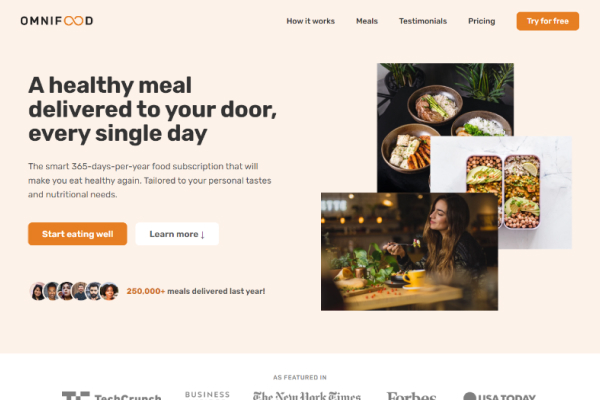 OMNIFOOD
How it works
Meals
Testimonials
Pricing
Try for free
A healthy meal
delivered to your door,
every single day
The smart 365-days-per-year food subscription that will
make you eat healthy again. Tailored to your personal tastes
and nutritional needs.
Start eating well
Learn more ↓
250,000+ meals delivered last year!
AS FEATURED IN
TechCrunch
BUSINESS
The New York Times
Forbes
USA TODAY